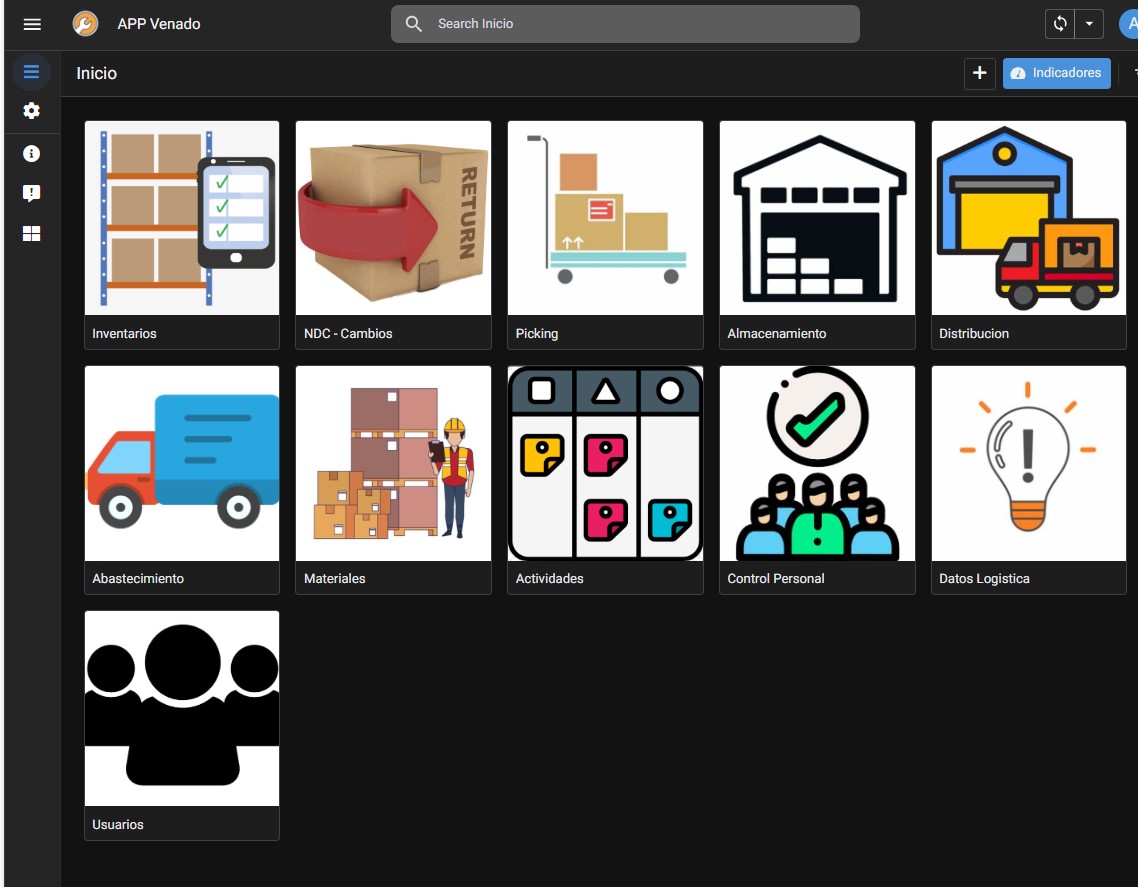 APP Venado
Search Inicio
A
Inicio
Indicadores
RETURN
Inventarios
NDC - Cambios
Picking
Almacenamiento
Distribucion
Abastecimiento
Materiales
Actividades
Control Personal
Datos Logistica
Usuarios